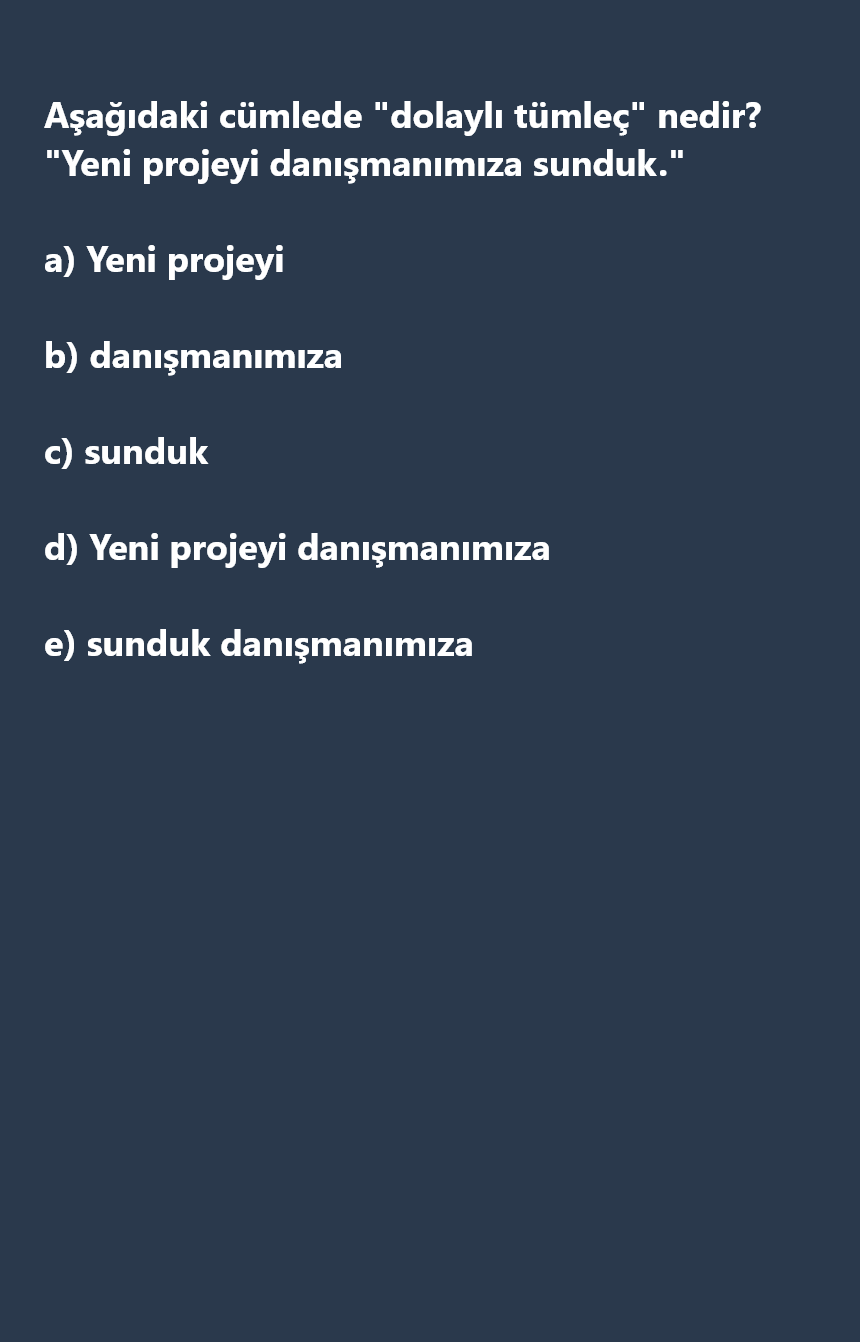 Aşağıdaki cümlede "dolaylı tümleç" nedir?
"Yeni projeyi danışmanımıza sunduk."
a) Yeni projeyi
b) danışmanımıza
c) sunduk
d) Yeni projeyi danışmanımıza
e) sunduk danışmanımıza